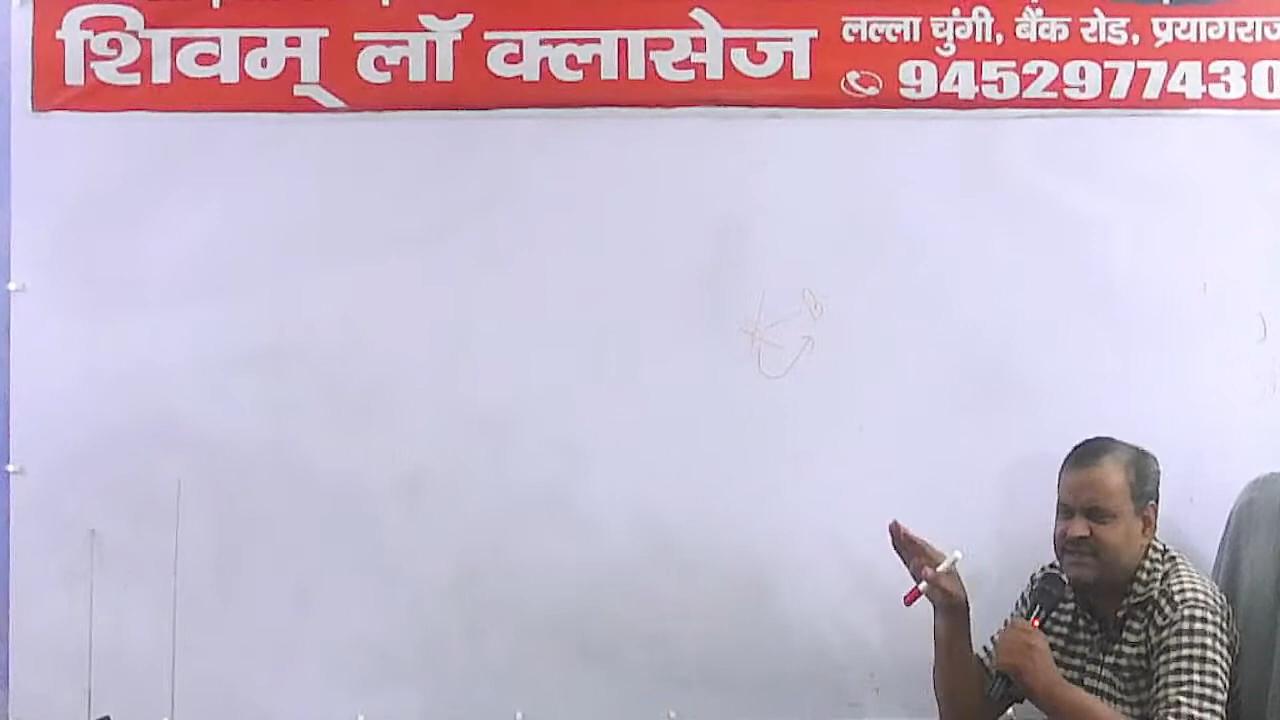 शिवम् लॉ क्लासेज
लल्ला चुंगी, बैंक रोड, प्रयागराज
9452977430